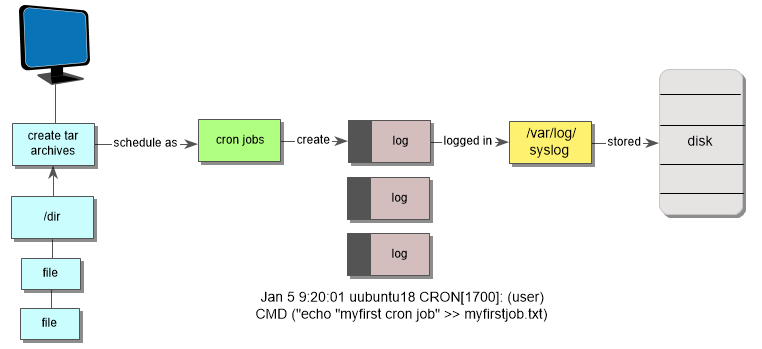 create tar
archives
schedule as
cron jobs
create
log
logged in
/var/log/
syslog
stored
disk
/dir
log
file
log
file
Jan 5 9:20:01 uubuntu18 CRON[1700]: (user)
CMD ("echo "myfirst cron job" >> myfirstjob.txt)